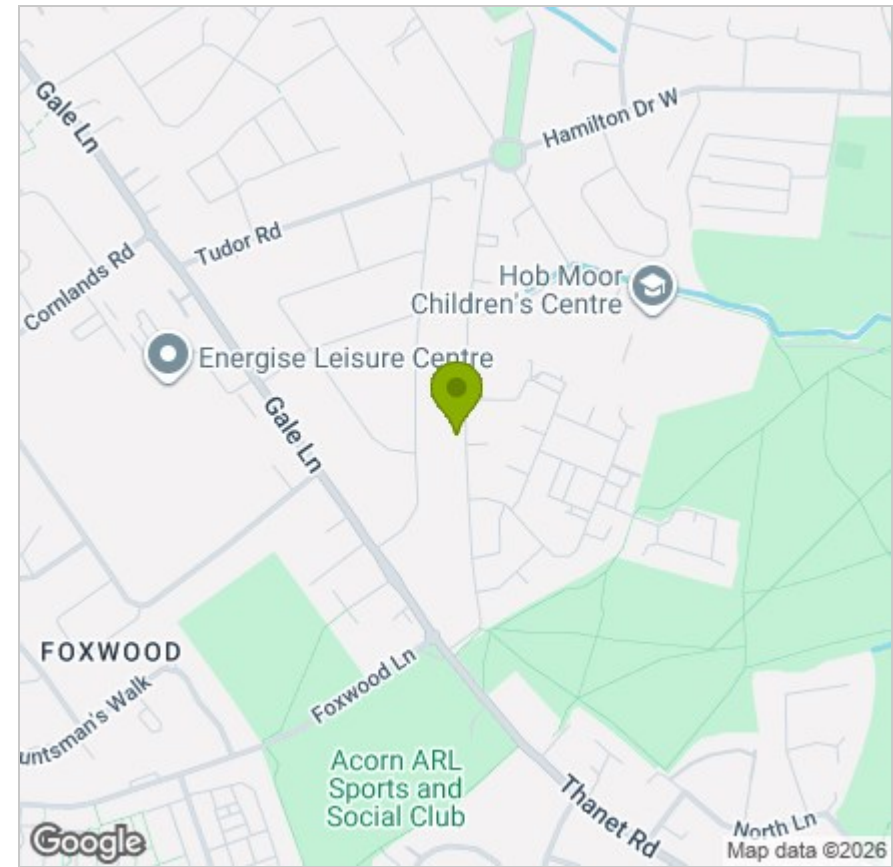 Gale Ln
Hamilton Dr W
Tudor Rd
Cornlands Rd
Hob Moor
Children's Centre
Energise Leisure Centre
Gale Ln
FOXWOOD
Foxwood Ln
untsman's Walk
Acorn ARL
Sports and
Social Club
Thanet Rd
North Ln
Google
Map data ©2026